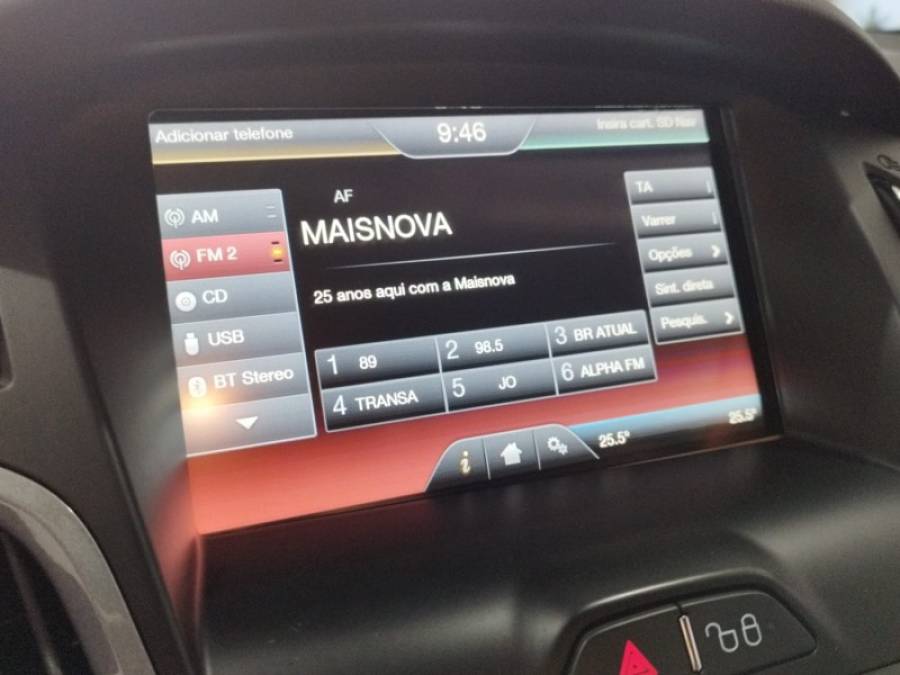 Adicionar telefone
9:46
Insira cart. SD Nav
AM
FM 2
CD
USB
BT Stereo
AF
MAISNOVA
25 anos aqui com a Maisnova
1 89
2 98.5
3 BR ATUAL
4 TRANSA
5 JO
6 ALPHA FM
TA
Varrer
Opções
Sint. direta
Pesquis.
i
25.5°
25.5°